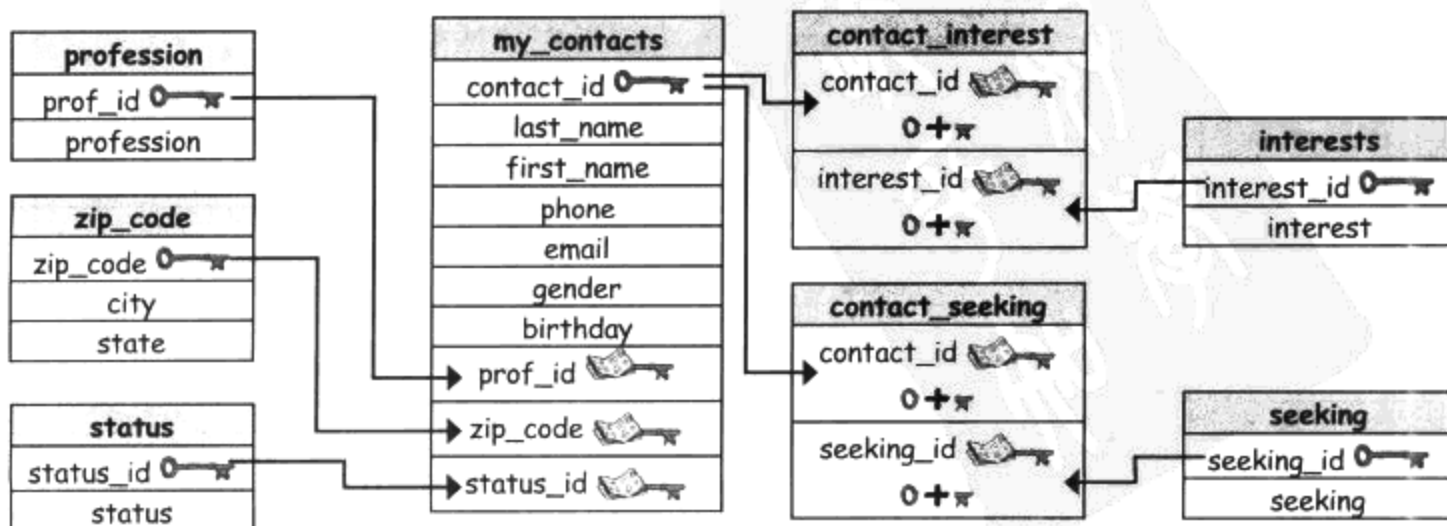 profession
prof_id
profession
zip_code
zip_code
city
state
status
status_id
status
my_contacts
contact_id
last_name
first_name
phone
email
gender
birthday
prof_id
zip_code
status_id
contact_interest
contact_id
interest_id
contact_seeking
contact_id
seeking_id
interests
interest_id
interest
seeking
seeking_id
seeking